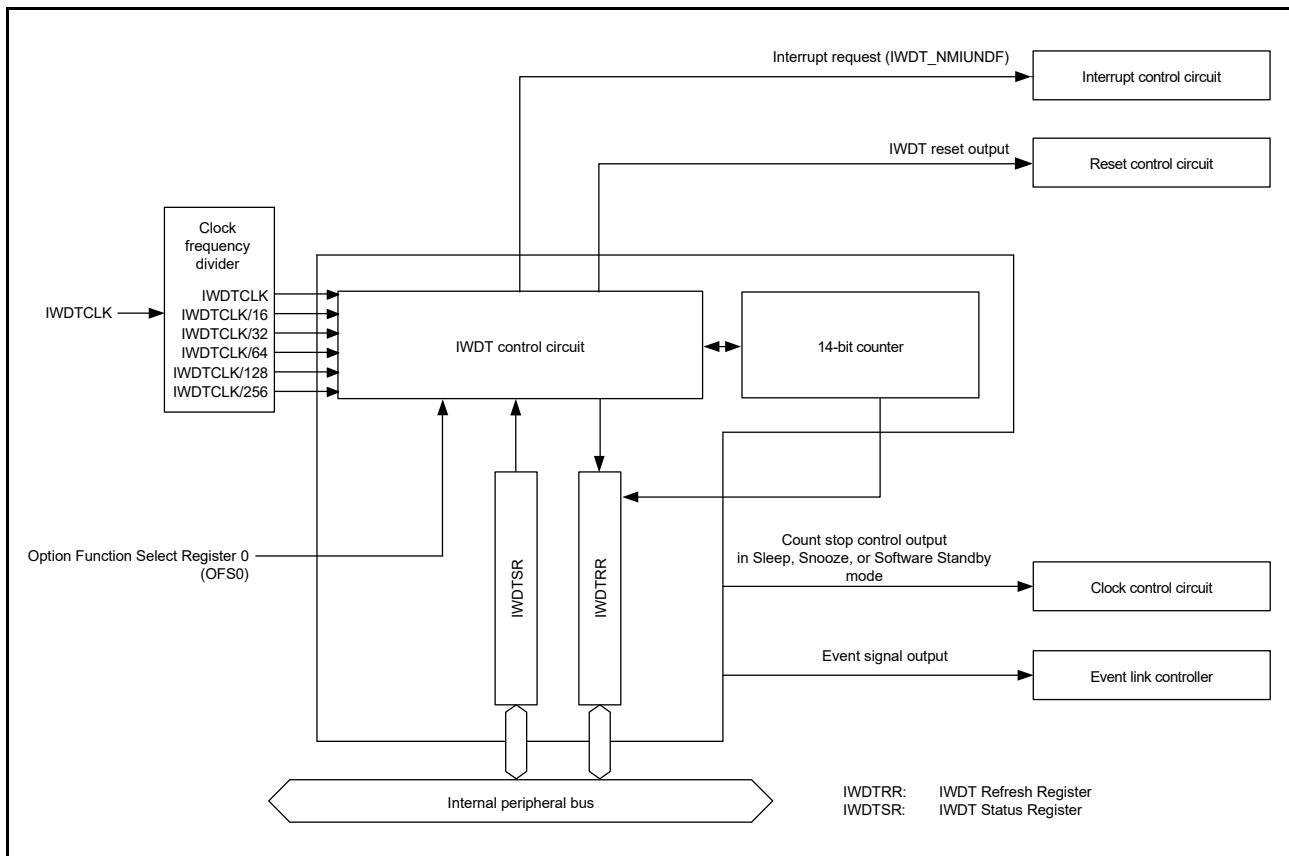 Interrupt request (IWDT_NMIUNDF)
Interrupt control circuit
IWDT reset output
Reset control circuit
Clock
frequency
divider
IWDTCLK
IWDTCLK
IWDTCLK/16
IWDTCLK/32
IWDTCLK/64
IWDTCLK/128
IWDTCLK/256
IWDT control circuit
14-bit counter
Option Function Select Register 0
(OFS0)
IWDTSR
IWDTRR
Count stop control output
in Sleep, Snooze, or Software Standby
mode
Clock control circuit
Event signal output
Event link controller
Internal peripheral bus
IWDTRR: IWDT Refresh Register
IWDTSR: IWDT Status Register